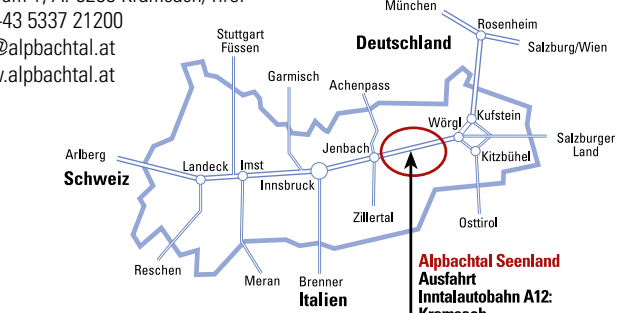 +43 5337 21200
@alpbachtal.at
.alpbachtal.at
München
Rosenheim
Stuttgart
Füssen
Deutschland
Salzburg/Wien
Garmisch
Achenpass
Kufstein
Wörgl
Salzburger
Land
Arlberg
Jenbach
Kitzbühel
Schweiz
Landeck
Imst
Innsbruck
Zillertal
Osttirol
Reschen
Meran
Brenner
Italien
Alpbachtal Seenland
Ausfahrt
Inntalautobahn A12:
Kramsach